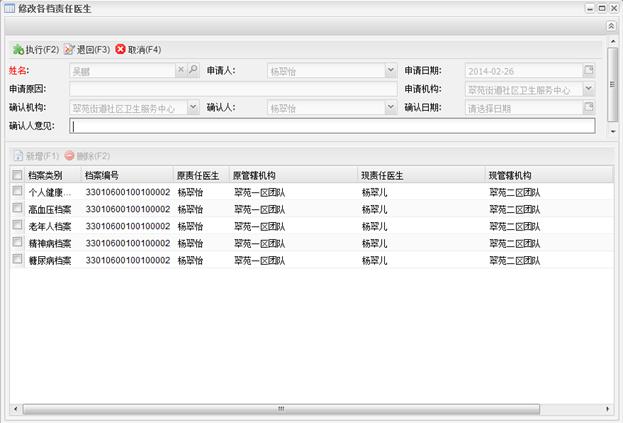 修改各档责任医生
执行(F2) 退回(F3) 取消(F4)
姓名: 吴鹏 申请人: 杨翠怡 申请日期: 2014-02-26
申请原因: 申请机构: 翠苑街道社区卫生服务中心
确认机构: 翠苑街道社区卫生服务中心 确认人: 杨翠怡 确认日期: 请选择日期
确认人意见:
新增(F1) 删除(F2)
档案类别 档案编号 原责任医生 原管辖机构 现责任医生 现管辖机构
个人健康... 33010600100100002 杨翠怡 翠苑一区团队 杨翠儿 翠苑二区团队
高血压档案 33010600100100002 杨翠怡 翠苑一区团队 杨翠儿 翠苑二区团队
老年人档案 33010600100100002 杨翠怡 翠苑一区团队 杨翠儿 翠苑二区团队
精神病档案 33010600100100002 杨翠怡 翠苑一区团队 杨翠儿 翠苑二区团队
糖尿病档案 33010600100100002 杨翠怡 翠苑一区团队 杨翠儿 翠苑二区团队